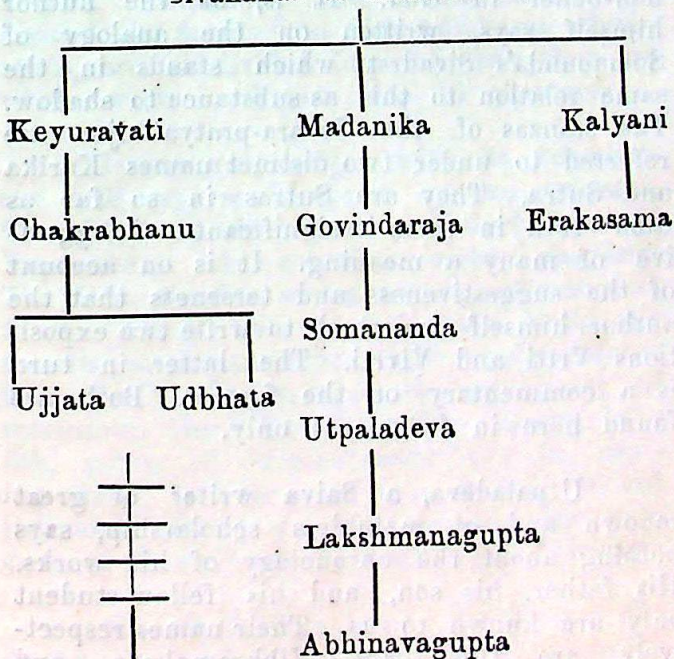 Keyuravati Madanika Kalyani
Chakrabhanu Govindaraja Erakasama
Somananda
Ujjata Udbhata
Utpaladeva
Lakshmanagupta
Abhinavagupta